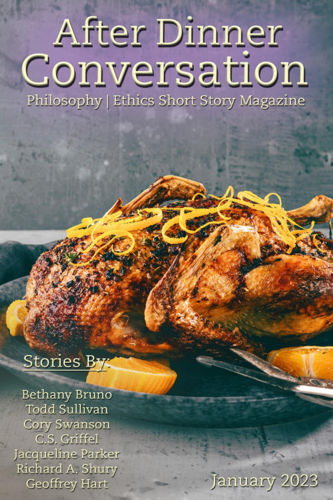 After Dinner
Conversation
Philosophy | Ethics Short Story Magazine
Stories By:
Bethany Bruno
Todd Sullivan
Cory Swanson
C.S. Griffel
Jacqueline Parker
Richard A. Shury
Geoffrey Hart
January 2023